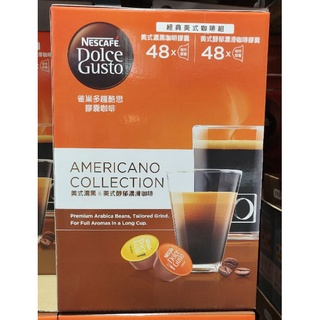 NESCAFÉ
Dolce
Gusto
雀巢多趣酷思
膠囊咖啡
經典美式咖啡組
美式濃黑咖啡膠囊
48×
美式醇郁濃滑咖啡膠囊
48×
AMERICANO
COLLECTION
美式濃黑 & 美式醇郁濃滑咖啡
Premium Arabica Beans, Tailored Grind.
For Full Aromas In a Long Cup.